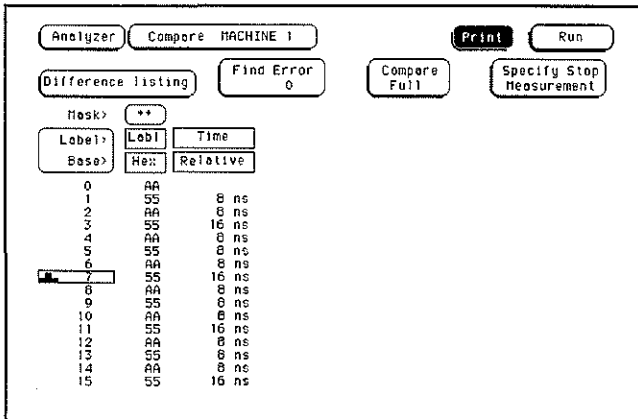 Analyzer Compare MACHINE 1 Print Run
Difference listing Find Error 0 Compare Full Specify Stop Measurement
Mask> **
Label> Labl Time
Base> Hex Relative
0 AA
1 55 8 ns
2 AA 8 ns
3 55 16 ns
4 AA 8 ns
5 55 8 ns
6 AA 8 ns
7 55 16 ns
8 AA 8 ns
9 55 8 ns
10 AA 8 ns
11 55 16 ns
12 AA 8 ns
13 55 8 ns
14 AA 8 ns
15 55 16 ns